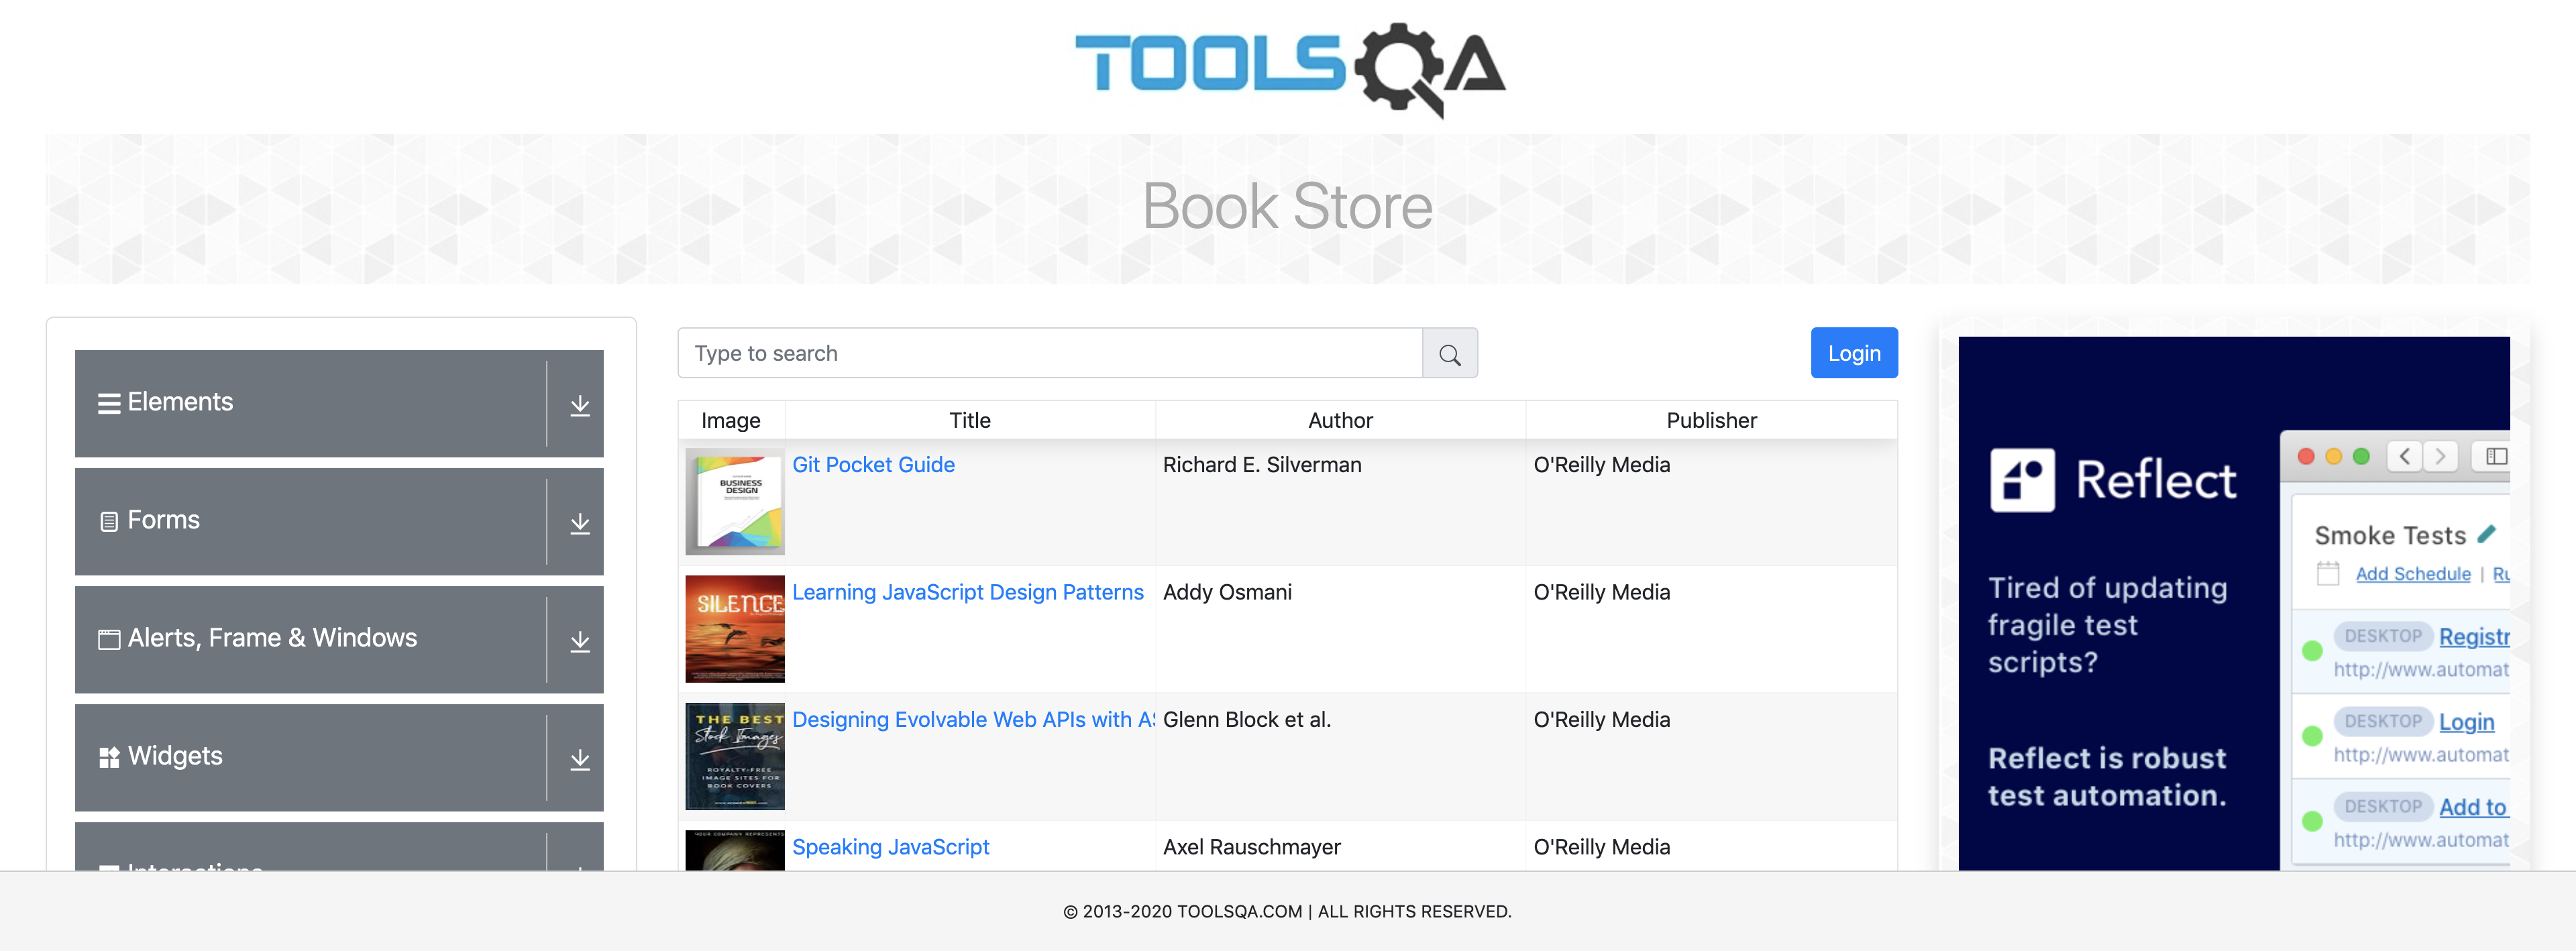 TOOLSQA
Book Store
Elements
Forms
Alerts, Frame & Windows
Widgets
Interactions
Type to search
Login
Image Title Author Publisher
BUSINESS
DESIGN
Git Pocket Guide Richard E. Silverman O'Reilly Media
SILENCE
Learning JavaScript Design Patterns Addy Osmani O'Reilly Media
THE BEST
Stock Images
ROYALTY-FREE
IMAGE SITES FOR
BOOK COVERS
Designing Evolvable Web APIs with AS Glenn Block et al. O'Reilly Media
YOUR COMPANY REPRESENTS
Speaking JavaScript Axel Rauschmayer O'Reilly Media
Reflect
Tired of updating
fragile test
scripts?
Reflect is robust
test automation.
Smoke Tests
Add Schedule | Ru
DESKTOP Registr
http://www.automat
DESKTOP Login
http://www.automat
DESKTOP Add to
http://www.automat
© 2013-2020 TOOLSQA.COM | ALL RIGHTS RESERVED.